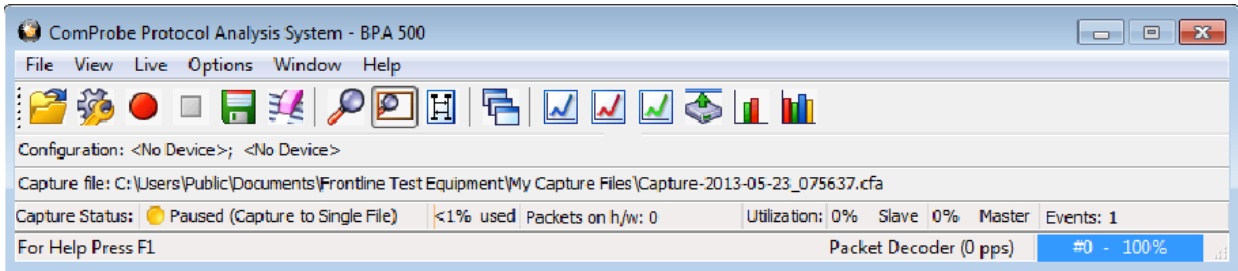 ComProbe Protocol Analysis System - BPA 500
File View Live Options Window Help
Configuration: <No Device>; <No Device>
Capture file: C:\Users\Public\Documents\Frontline Test Equipment\My Capture Files\Capture-2013-05-23_075637.cfa
Capture Status: Paused (Capture to Single File) <1% used Packets on h/w: 0 Utilization: 0% Slave 0% Master Events: 1
For Help Press F1 Packet Decoder (0 pps) #0 - 100%